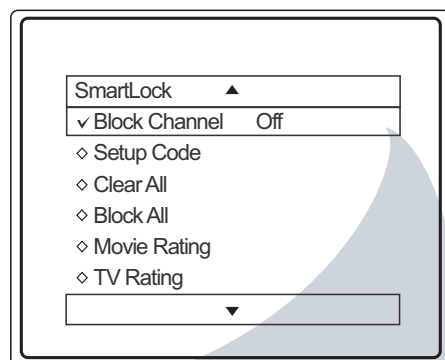 SmartLock
Block Channel Off
Setup Code
Clear All
Block All
Movie Rating
TV Rating